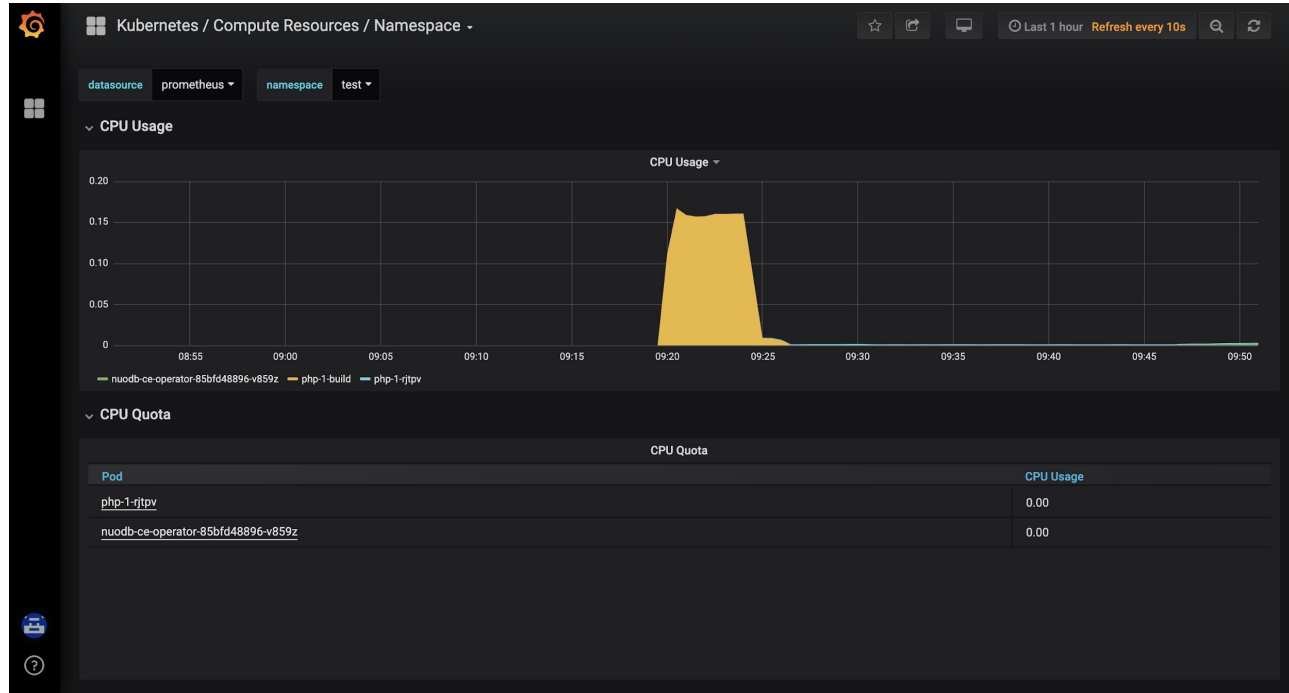 Kubernetes / Compute Resources / Namespace
Last 1 hour Refresh every 10s
datasource prometheus namespace test
CPU Usage
CPU Usage
0.20
0.15
0.10
0.05
0
08:55 09:00 09:05 09:10 09:15 09:20 09:25 09:30 09:35 09:40 09:45 09:50
nuodb-ce-operator-85bfd48896-v859z php-1-build php-1-rjtpv
CPU Quota
CPU Quota
Pod CPU Usage
php-1-rjtpv 0.00
nuodb-ce-operator-85bfd48896-v859z 0.00
?